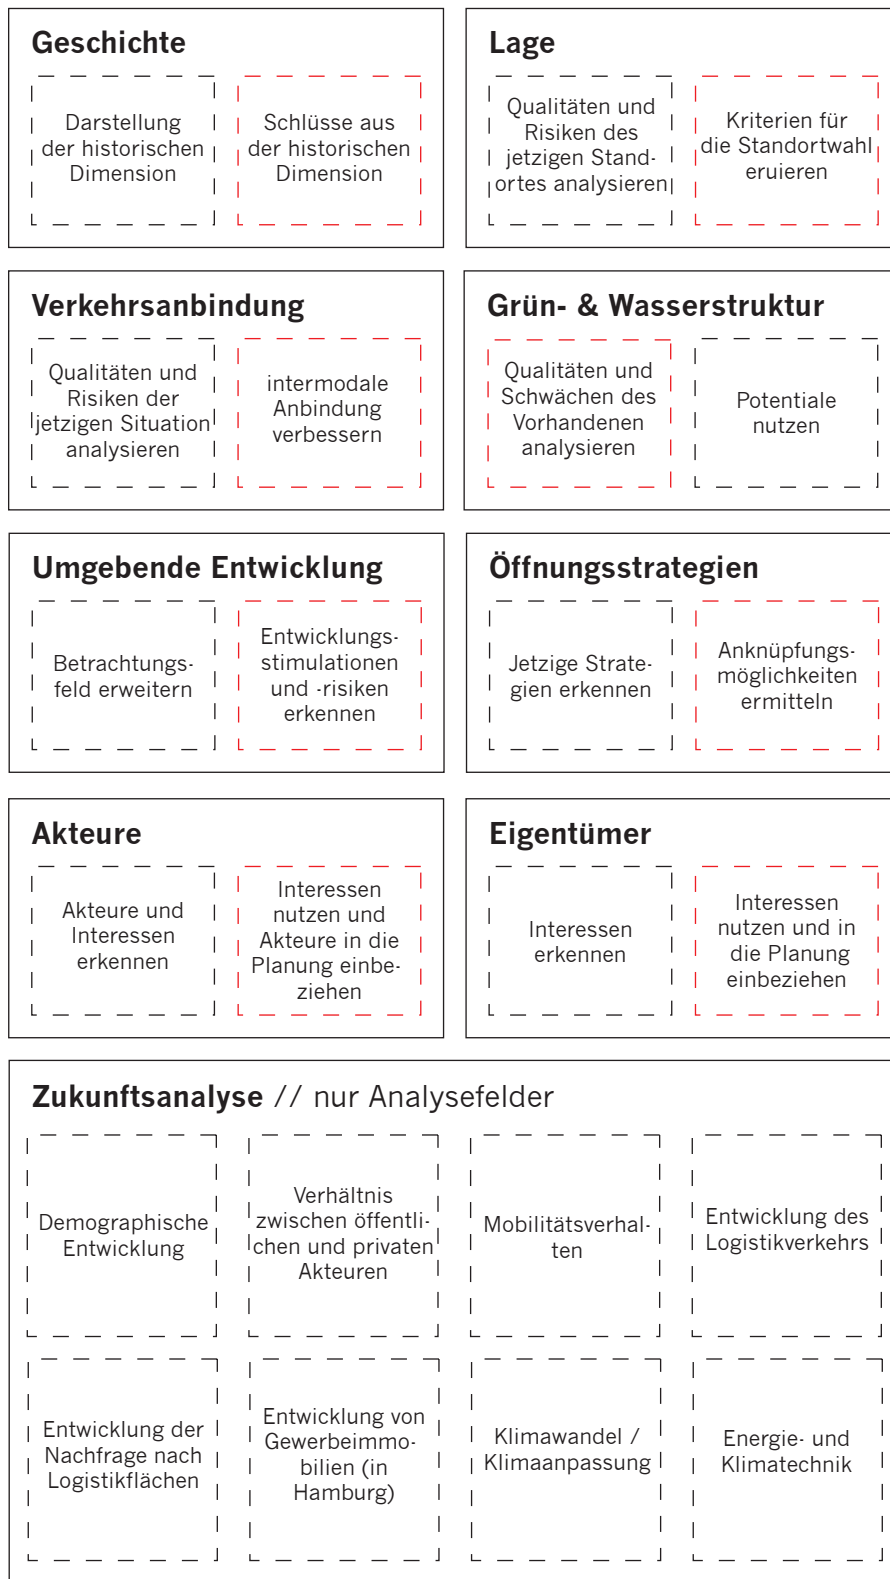 Geschichte
Darstellung
der historischen
Dimension
Schlüsse aus
der historischen
Dimension
Lage
Qualitäten und
Risiken des
jetzigen Stand-
ortes analysieren
Kriterien für
die Standortwahl
eruieren
Verkehrsanbindung
Qualitäten und
Risiken der
jetzigen Situation
analysieren
intermodale
Anbindung
verbessern
Grün- & Wasserstruktur
Qualitäten und
Schwächen des
Vorhandenen
analysieren
Potentiale
nutzen
Umgebende Entwicklung
Betrachtungs-
feld erweitern
Entwicklungs-
stimulationen
und -risiken
erkennen
Öffnungsstrategien
Jetzige Strate-
gien erkennen
Anknüpfungs-
möglichkeiten
ermitteln
Akteure
Akteure und
Interessen
erkennen
Interessen
nutzen und
Akteure in die
Planung einbe-
ziehen
Eigentümer
Interessen
erkennen
Interessen
nutzen und in
die Planung
einbeziehen
Zukunftsanalyse // nur Analysefelder
Demographische
Entwicklung
Verhältnis
zwischen öffentli-
chen und privaten
Akteuren
Mobilitätsverhal-
ten
Entwicklung des
Logistikverkehrs
Entwicklung der
Nachfrage nach
Logistikflächen
Entwicklung von
Gewerbeimmo-
bilien (in
Hamburg)
Klimawandel /
Klimaanpassung
Energie- und
Klimatechnik